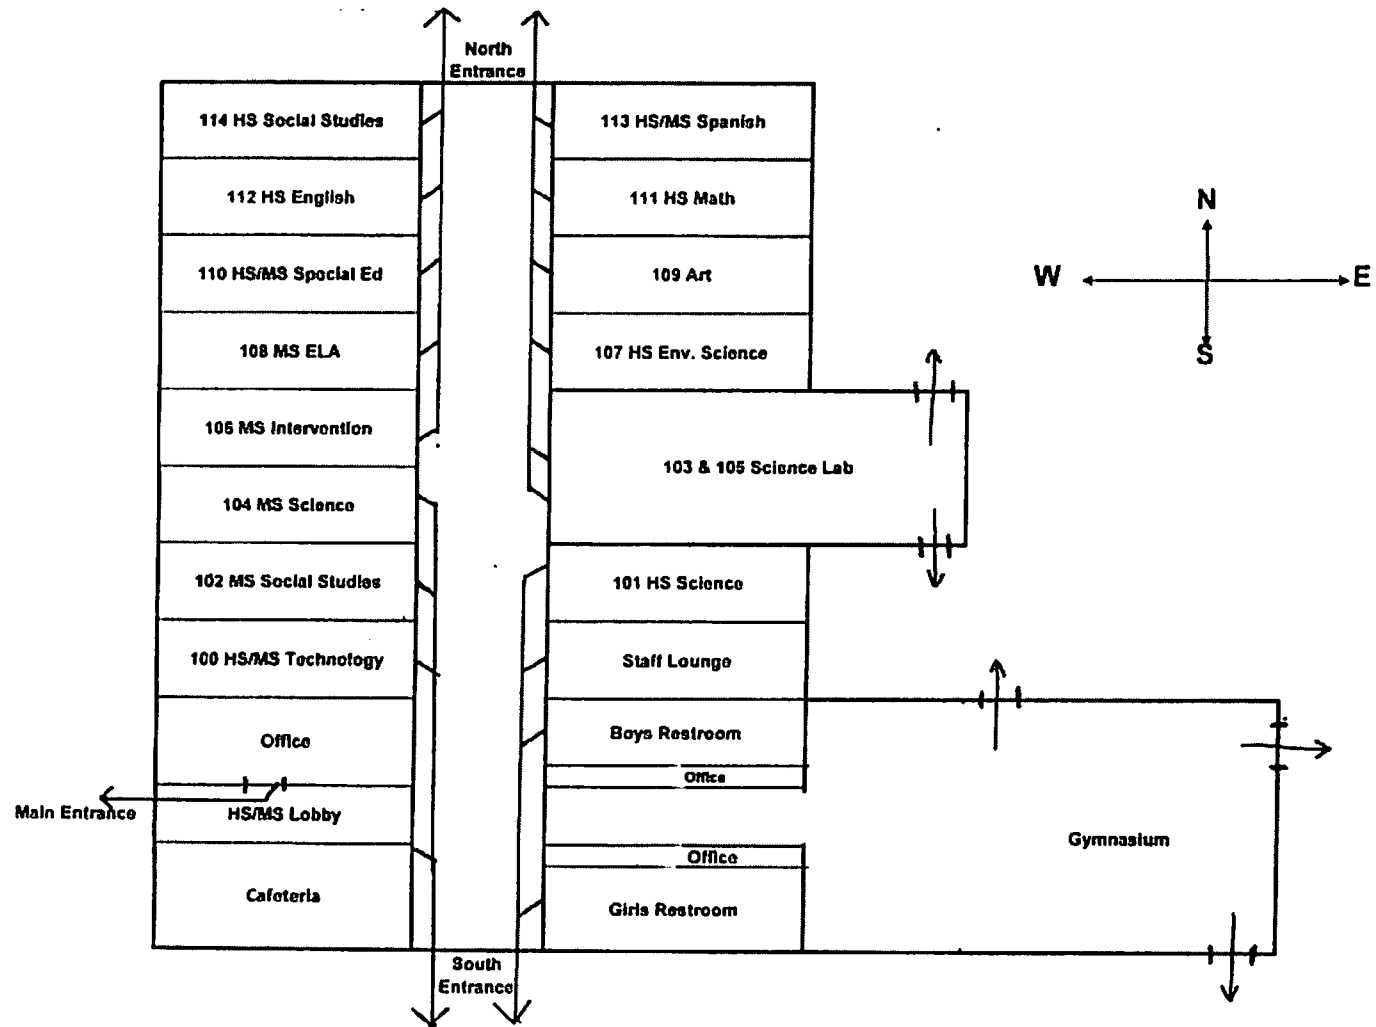 North
Entrance
114 HS Social Studies
113 HS/MS Spanish
112 HS English
111 HS Math
N
110 HS/MS Special Ed
109 Art
W
E
108 MS ELA
107 HS Env. Science
S
106 MS Intervention
103 & 105 Science Lab
104 MS Science
102 MS Social Studies
101 HS Science
100 HS/MS Technology
Staff Lounge
Office
Boys Restroom
Office
Main Entrance
HS/MS Lobby
Gymnasium
Office
Cafeteria
Girls Restroom
South
Entrance